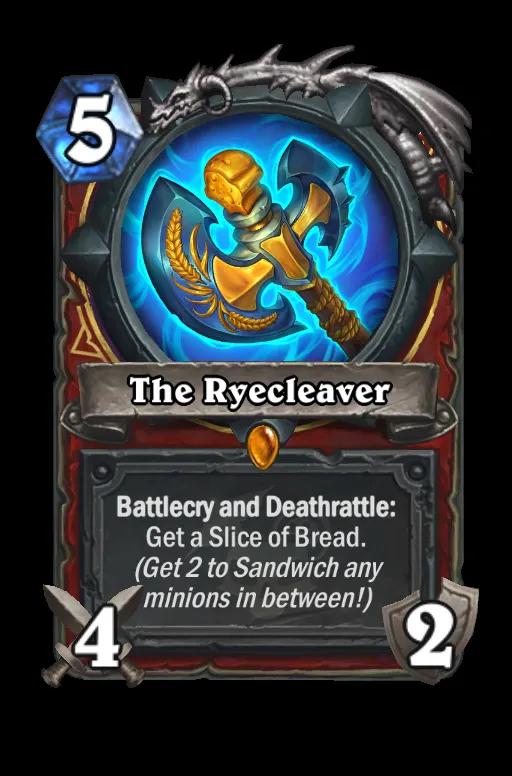 5
The Ryecleaver
Battlecry and Deathrattle:
Get a Slice of Bread.
(Get 2 to Sandwich any
minions in between!)
4
2